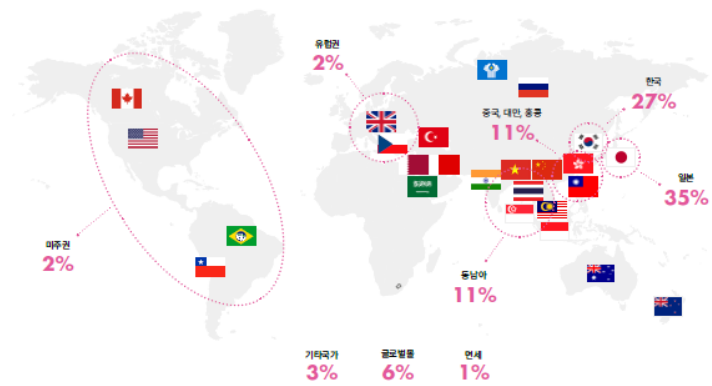 유럽권
2%
한국
27%
중국, 대만, 홍콩
11%
일본
35%
미주권
2%
동남아
11%
기타국가
3%
글로벌몰
6%
면세
1%